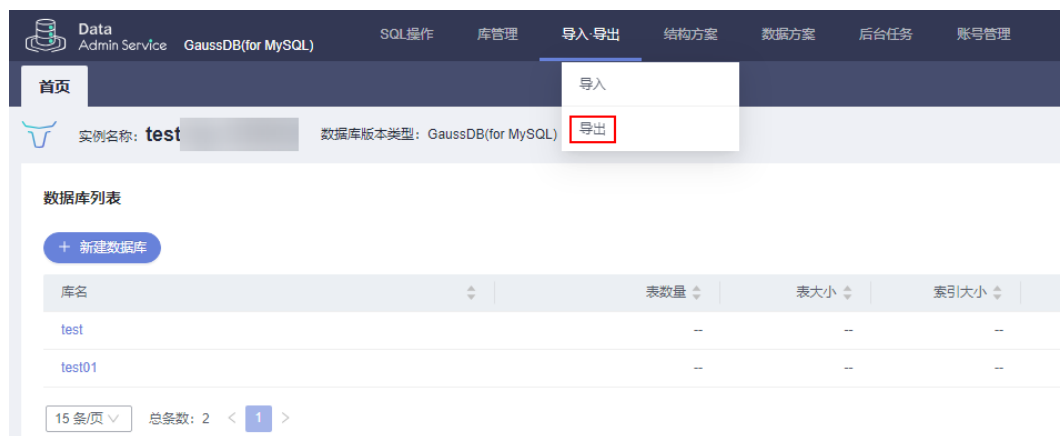 Data
Admin Service GaussDB(for MySQL) SQL操作 库管理 导入·导出 结构方案 数据方案 后台任务 账号管理
首页
导入
导出
实例名称: test 数据库版本类型: GaussDB(for MySQL)
数据库列表
+ 新建数据库
库名 表数量 表大小 索引大小
test -- -- --
test01 -- -- --
15 条/页 总条数: 2 < 1 >